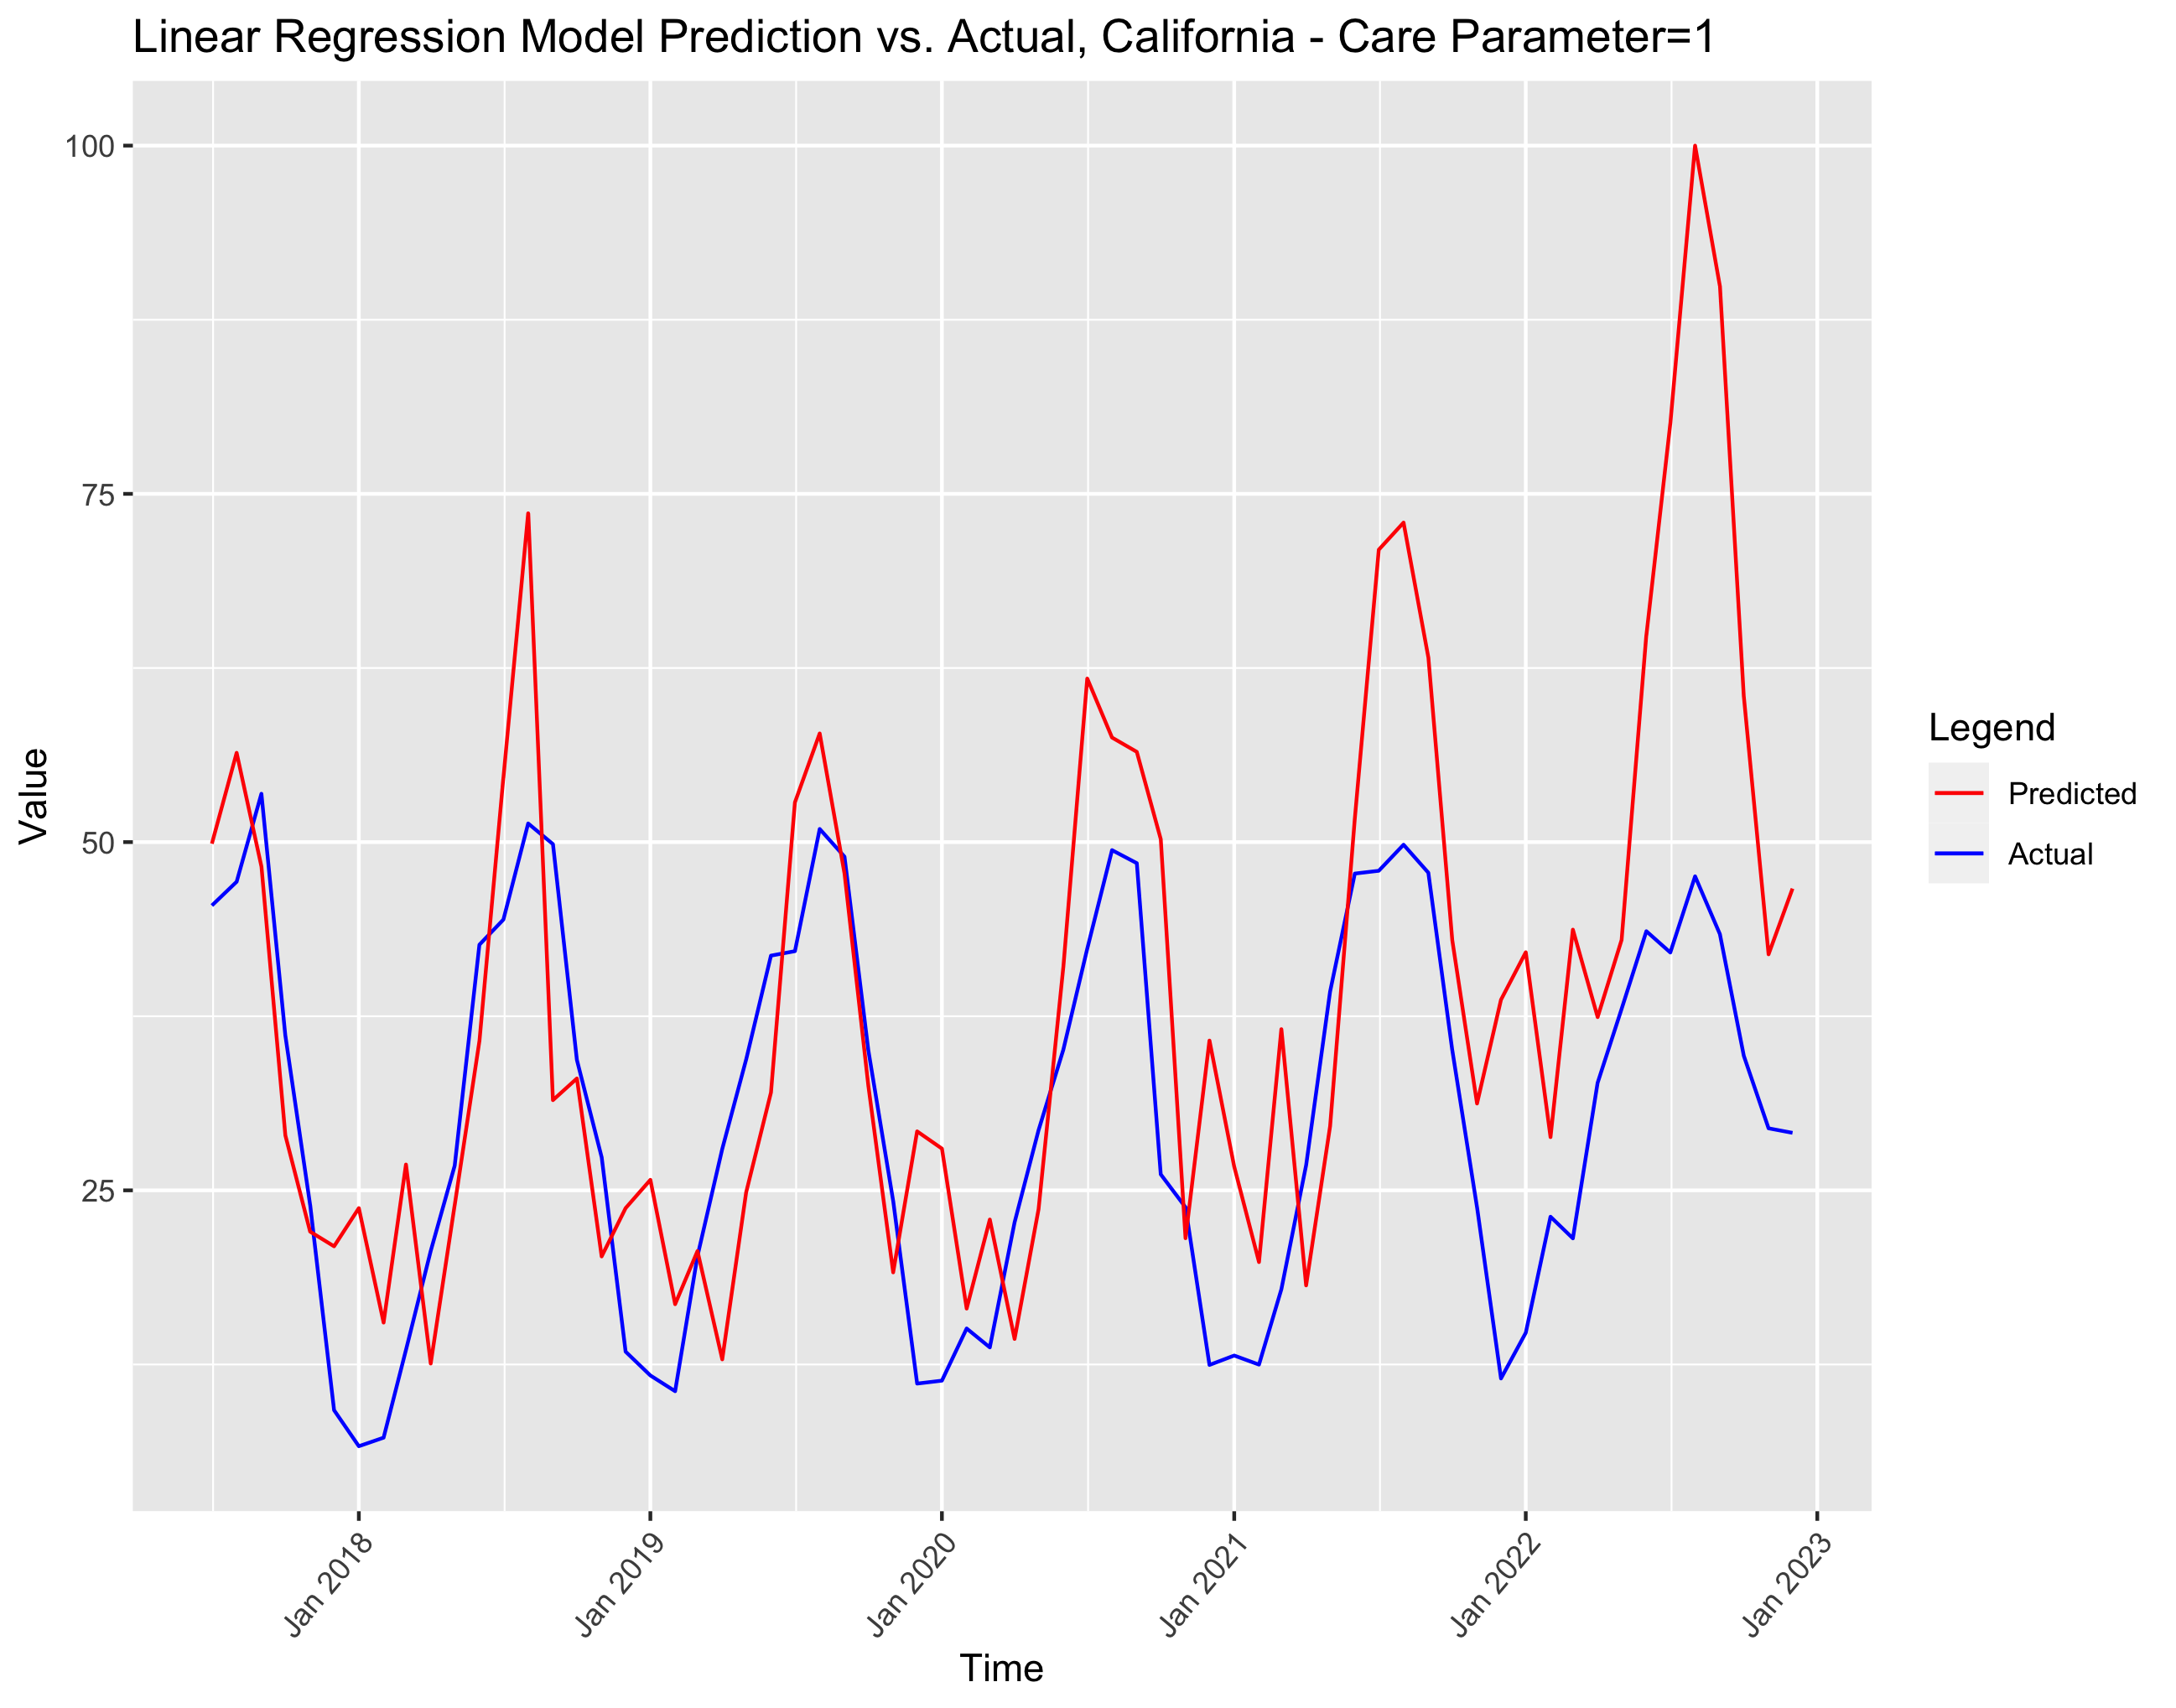 Linear Regression Model Prediction vs. Actual, California - Care Parameter=1
100
75
50
25
Value
Jan 2018
Jan 2019
Jan 2020
Jan 2021
Jan 2022
Jan 2023
Time
Legend
Predicted
Actual